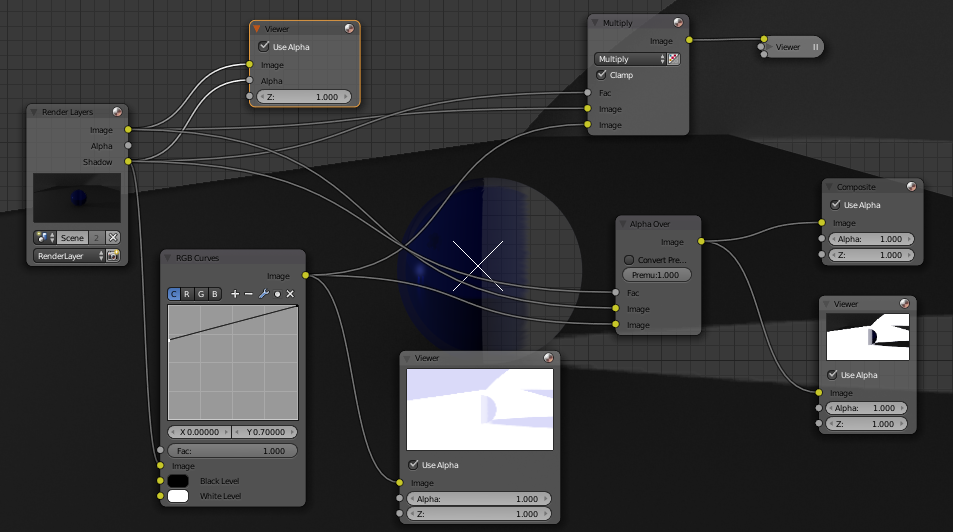 Viewer
Use Alpha
Image
Alpha
Z: 1.000
Multiply
Image
Multiply
Clamp
Fac
Image
Image
Viewer
Render Layers
Image
Alpha
Shadow
Scene 2
RenderLayer
RGB Curves
Image
C R G B
X 0.00000 Y 0.70000
Fac: 1.000
Image
Black Level
White Level
Viewer
Use Alpha
Image
Alpha: 1.000
Z: 1.000
Alpha Over
Image
Convert Pre...
Premu:1.000
Fac
Image
Image
Composite
Use Alpha
Image
Alpha: 1.000
Z: 1.000
Viewer
Use Alpha
Image
Alpha: 1.000
Z: 1.000